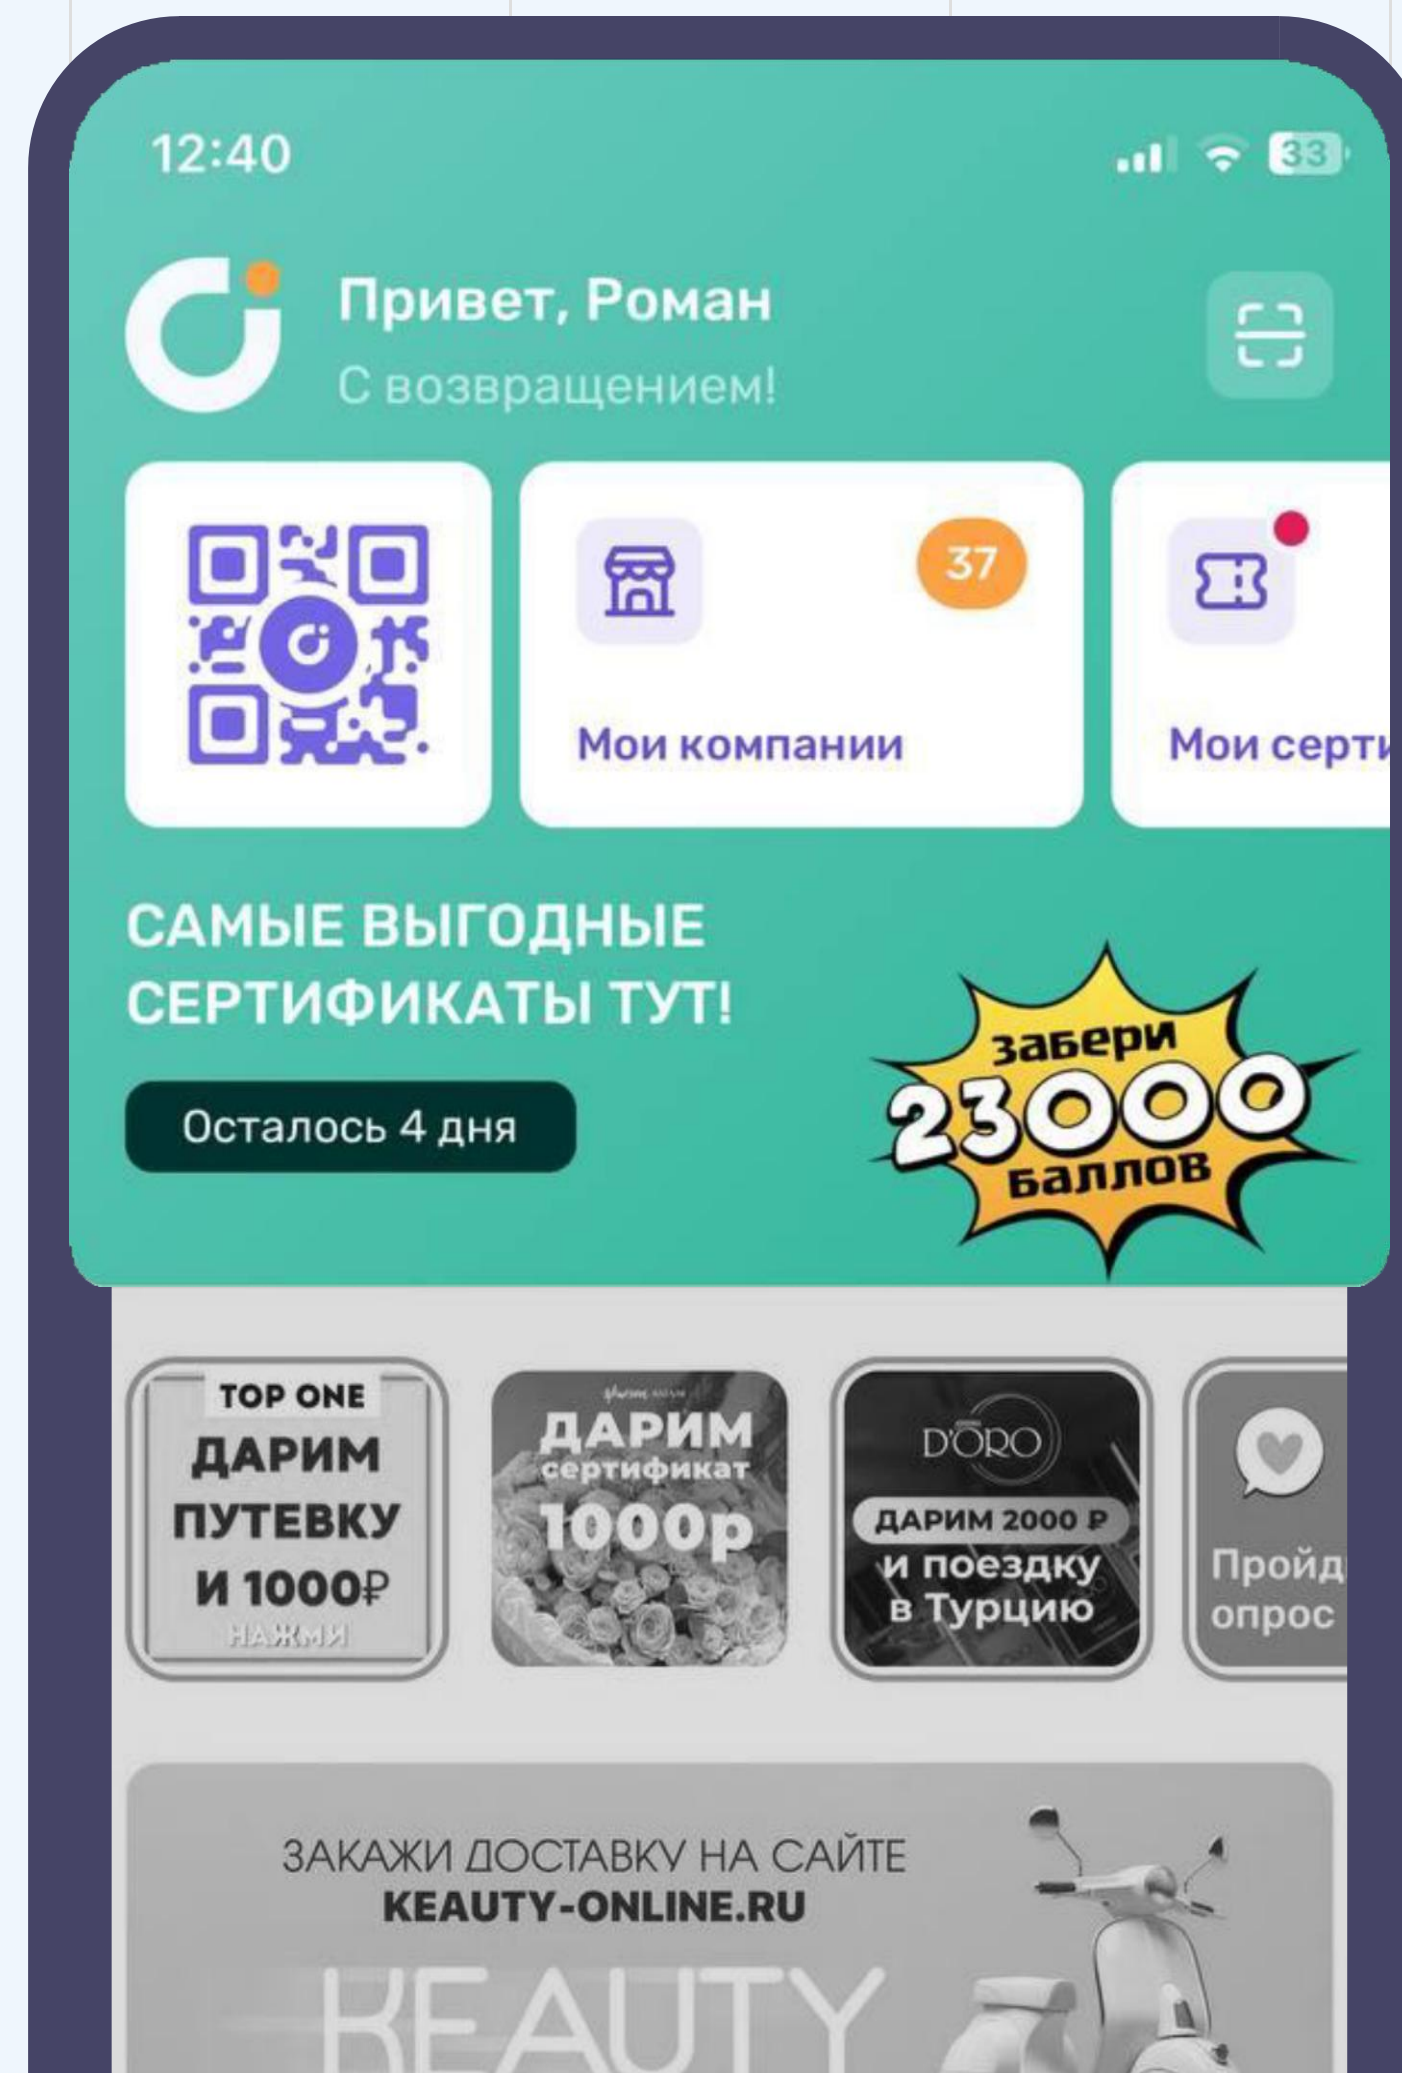 12:40
33
Привет, Роман
С возвращением!
37
Мои компании
Мои серти
САМЫЕ ВЫГОДНЫЕ
СЕРТИФИКАТЫ ТУТ!
Осталось 4 дня
забери
23000
баллов
TOP ONE
ДАРИМ
ПУТЕВКУ
И 1000₽
НАЖМИ
ДАРИМ
сертификат
1000р
D'ORO
ДАРИМ 2000 ₽
и поездку
в Турцию
Пройд
опрос
ЗАКАЖИ ДОСТАВКУ НА САЙТЕ
KEAUTY-ONLINE.RU
KEAUTY